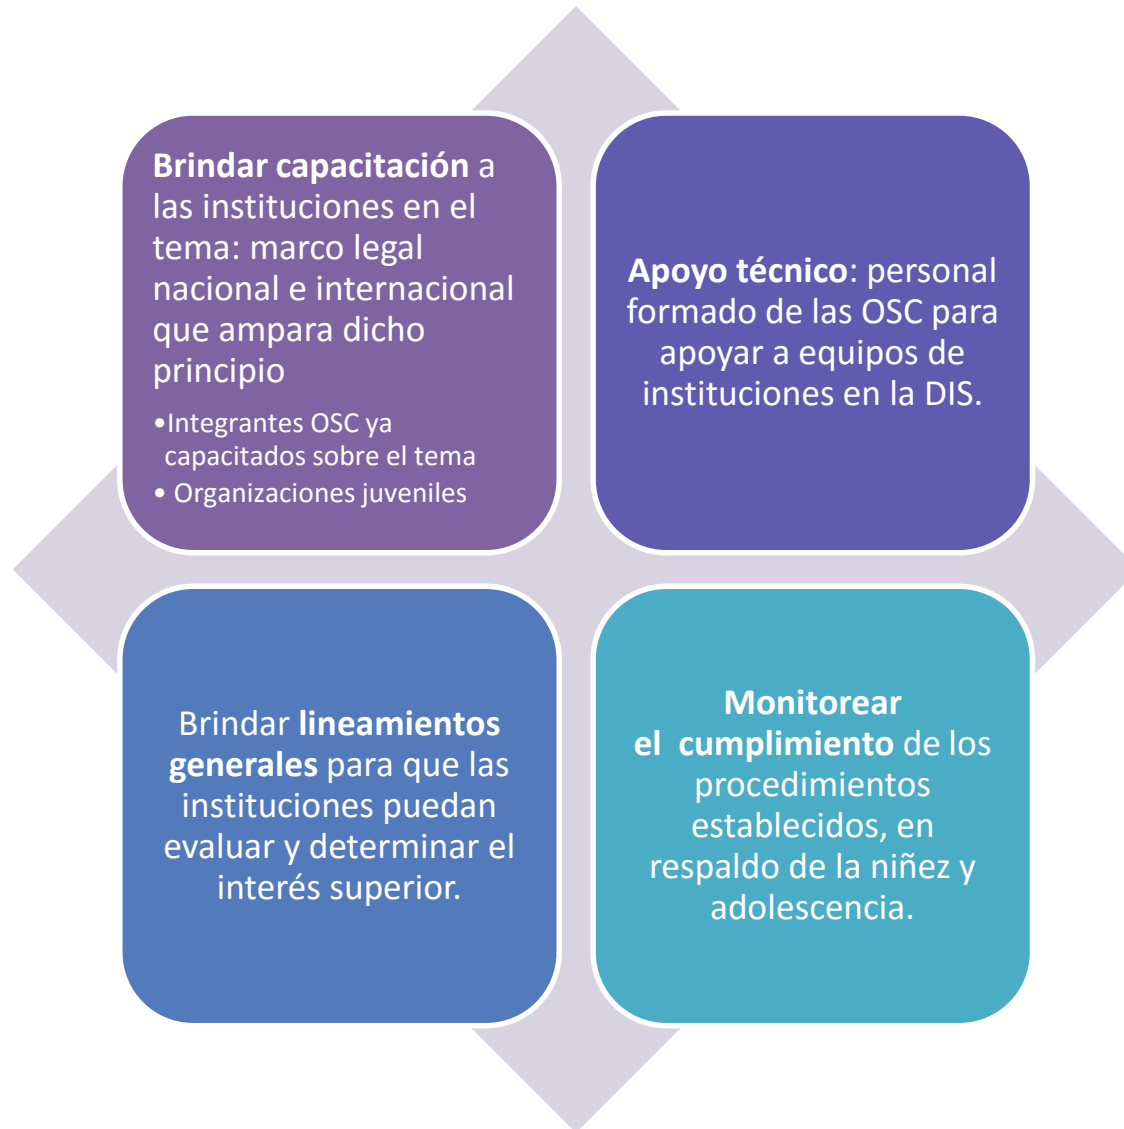 Brindar capacitación a
las instituciones en el
tema: marco legal
nacional e internacional
que ampara dicho
principio
•Integrantes OSC ya
capacitados sobre el tema
• Organizaciones juveniles
Apoyo técnico: personal
formado de las OSC para
apoyar a equipos de
instituciones en la DIS.
Brindar lineamientos
generales para que las
instituciones puedan
evaluar y determinar el
interés superior.
Monitorear
el  cumplimiento de los
procedimientos
establecidos, en
respaldo de la niñez y
adolescencia.